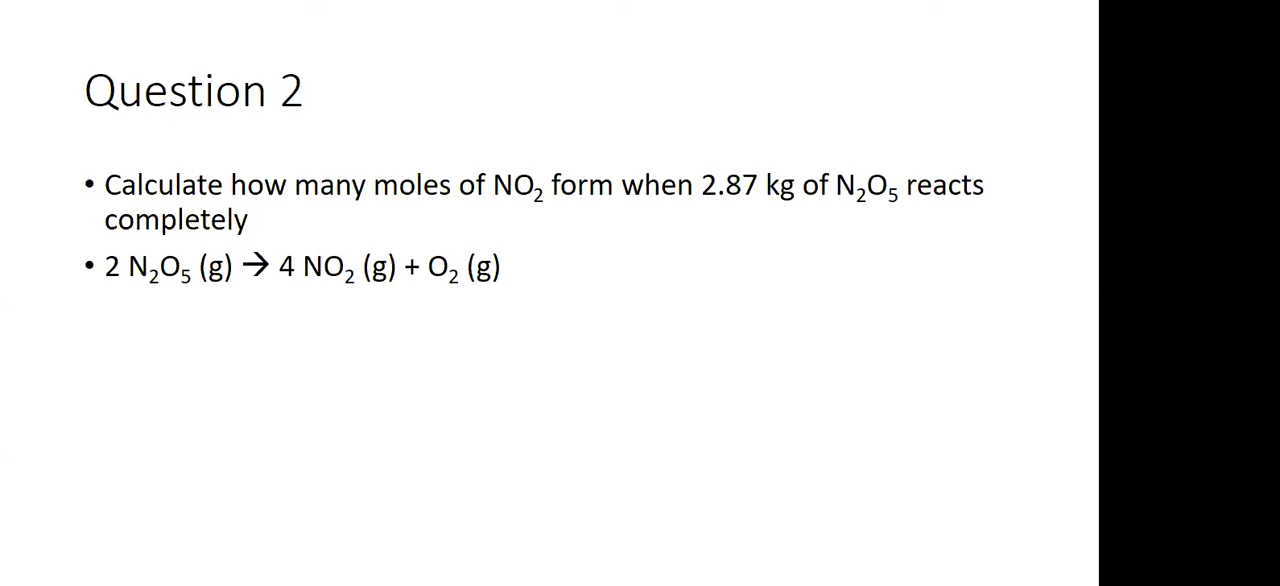 Question 2
• Calculate how many moles of NO₂ form when 2.87 kg of N₂O₅ reacts
completely
• 2 N₂O₅ (g) → 4 NO₂ (g) + O₂ (g)